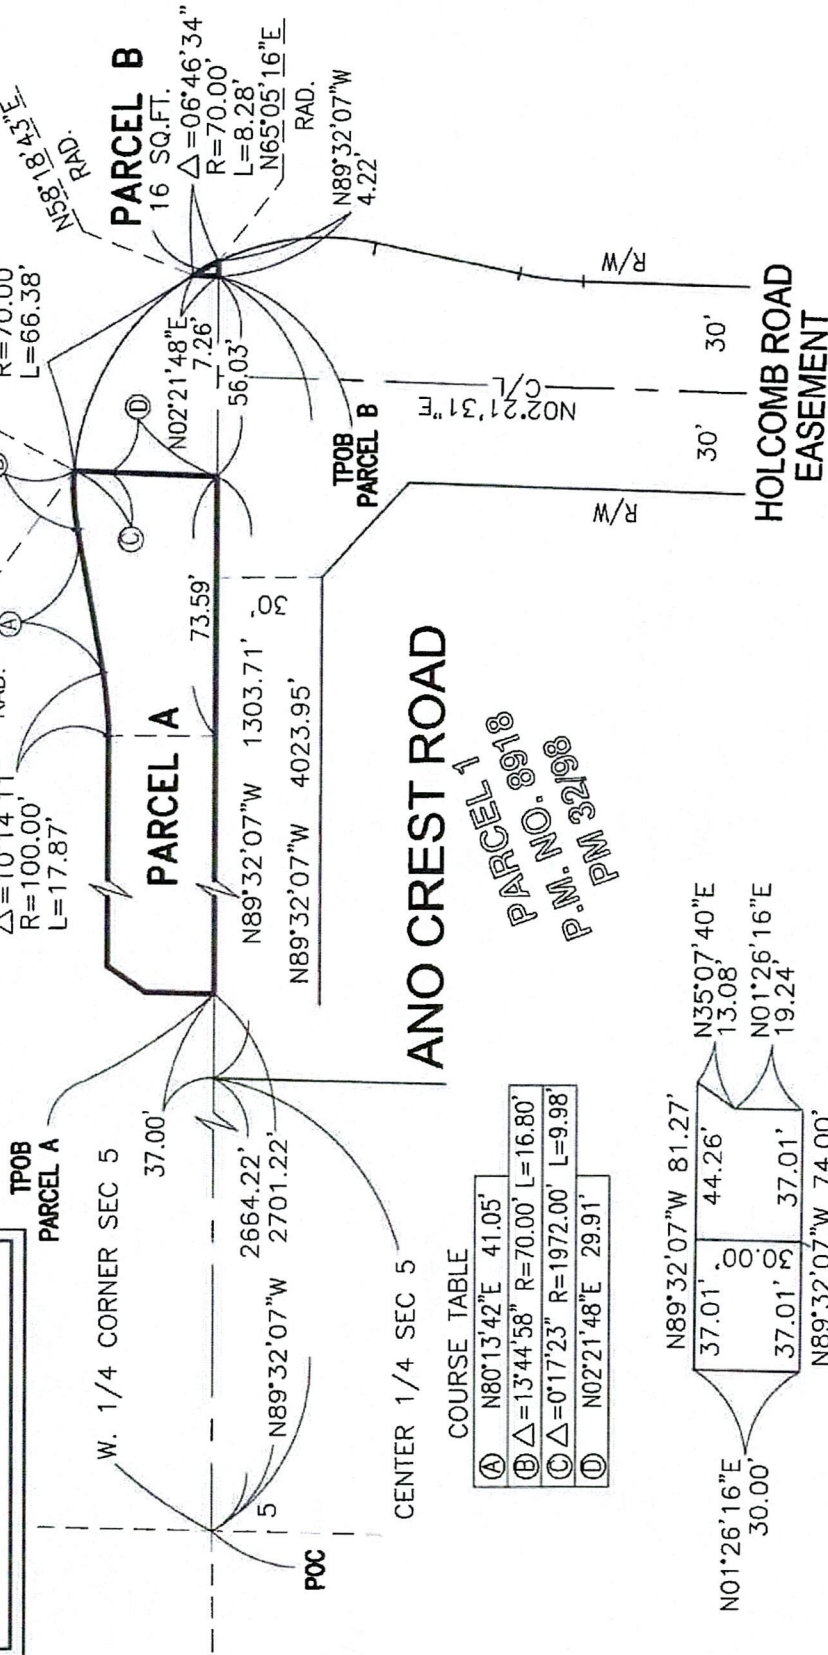 N58°18'43"E
RAD.
PARCEL B
16 SQ.FT.
△=06°46'34"
R=70.00'
L=8.28'
N65°05'16"E
RAD.
N89°32'07"W
4.22'
R=70.00'
L=66.38'
N02°21'48"E
7.26'
56.03'
TPOB
PARCEL B
N02°21'31"E
C/L
R/W
R/W
30'
30'
HOLCOMB ROAD
EASEMENT
A
C
D
RAD.
△=10°14'11"
R=100.00'
L=17.87'
PARCEL A
73.59'
30'
N89°32'07"W 1303.71'
N89°32'07"W 4023.95'
ANO CREST ROAD
PARCEL 1
P.M. NO. 8918
PM 32/98
TPOB
PARCEL A
W. 1/4 CORNER SEC 5
37.00'
2664.22'
2701.22'
N89°32'07"W
5
POC
CENTER 1/4 SEC 5
COURSE TABLE
A N80°13'42"E 41.05'
B △=13°44'58" R=70.00' L=16.80'
C △=0°17'23" R=1972.00' L=9.98'
D N02°21'48"E 29.91'
N89°32'07"W 81.27'
37.01' 44.26'
30.00'
37.01' 37.01'
N89°32'07"W 74.00'
N35°07'40"E
13.08'
N01°26'16"E
19.24'
N01°26'16"E
30.00'